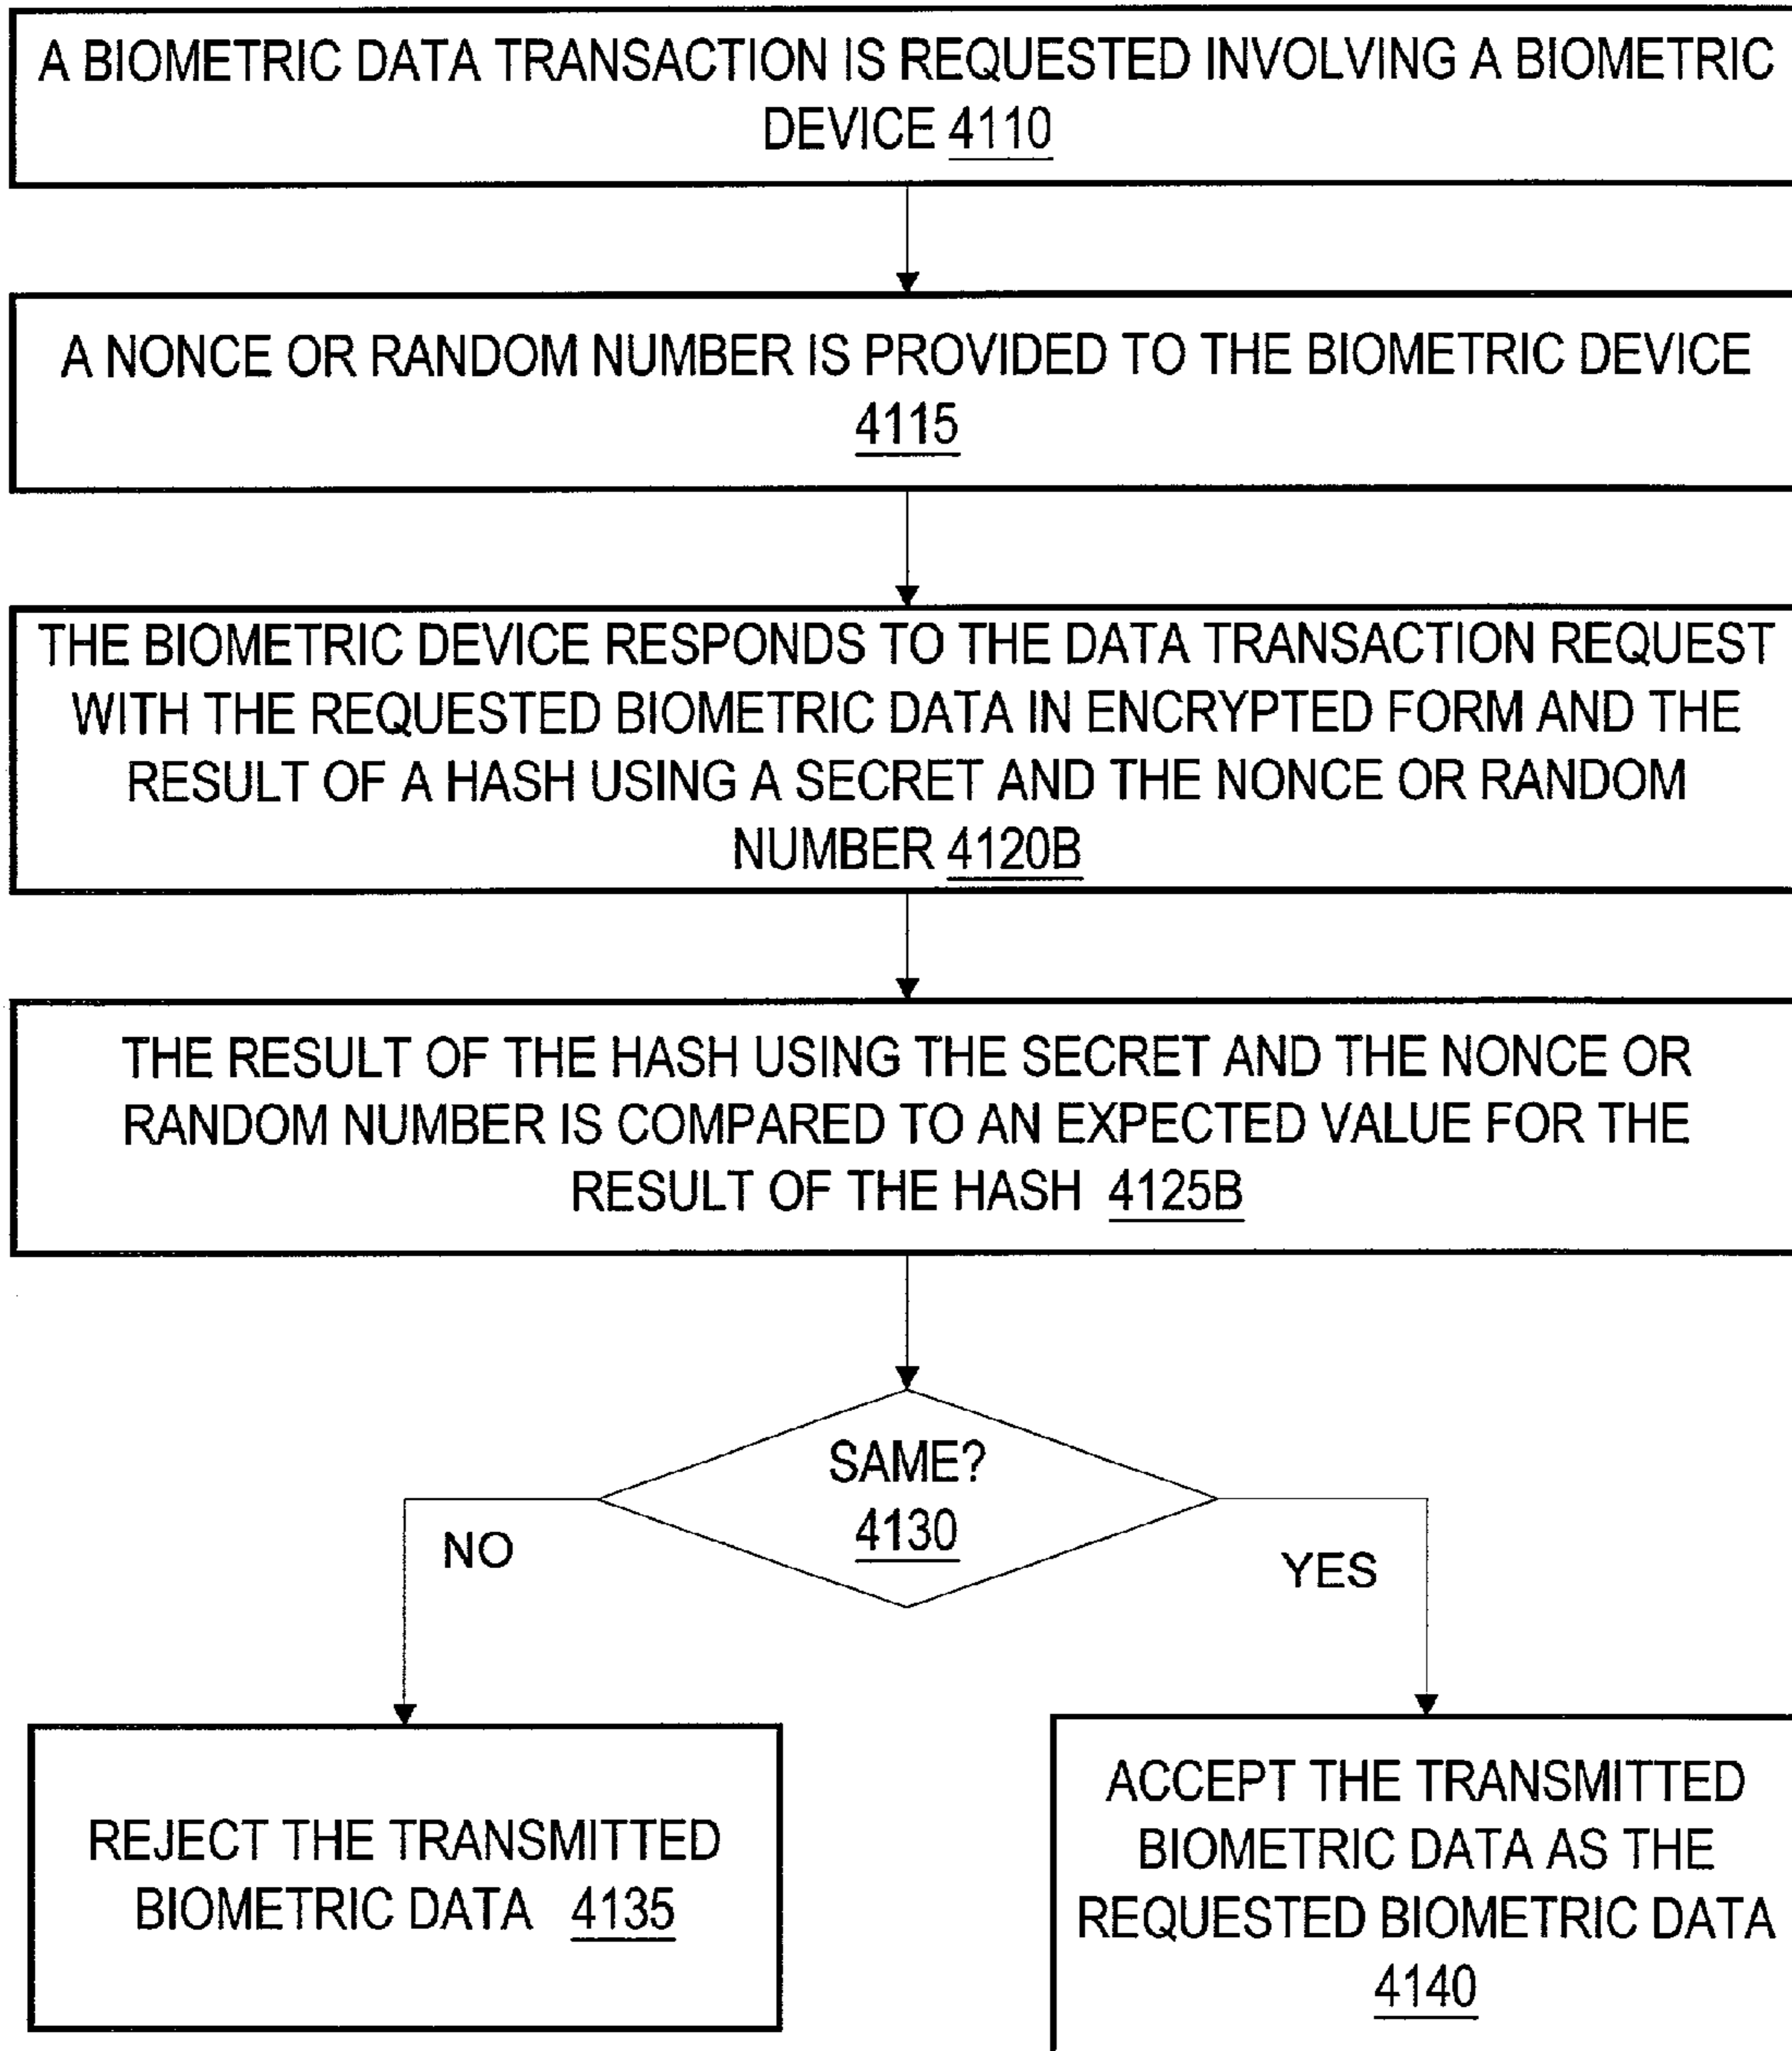 A BIOMETRIC DATA TRANSACTION IS REQUESTED INVOLVING A BIOMETRIC
DEVICE 4110
A NONCE OR RANDOM NUMBER IS PROVIDED TO THE BIOMETRIC DEVICE
4115
THE BIOMETRIC DEVICE RESPONDS TO THE DATA TRANSACTION REQUEST
WITH THE REQUESTED BIOMETRIC DATA IN ENCRYPTED FORM AND THE
RESULT OF A HASH USING A SECRET AND THE NONCE OR RANDOM
NUMBER 4120B
THE RESULT OF THE HASH USING THE SECRET AND THE NONCE OR
RANDOM NUMBER IS COMPARED TO AN EXPECTED VALUE FOR THE
RESULT OF THE HASH 4125B
SAME?
4130
NO
YES
REJECT THE TRANSMITTED
BIOMETRIC DATA 4135
ACCEPT THE TRANSMITTED
BIOMETRIC DATA AS THE
REQUESTED BIOMETRIC DATA
4140